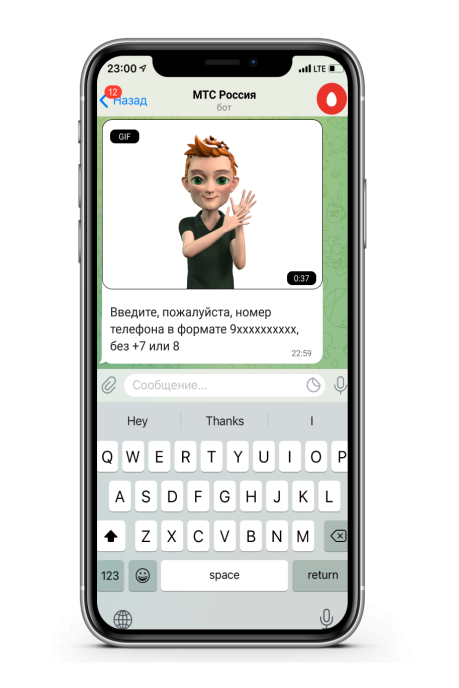 23:00
LTE
12
Назад
МТС Россия
бот
GIF
0:37
Введите, пожалуйста, номер
телефона в формате 9xxxxxxxxxx,
без +7 или 8
22:59
Сообщение...
Hey Thanks I
Q W E R T Y U I O P
A S D F G H J K L
Z X C V B N M
123 space return